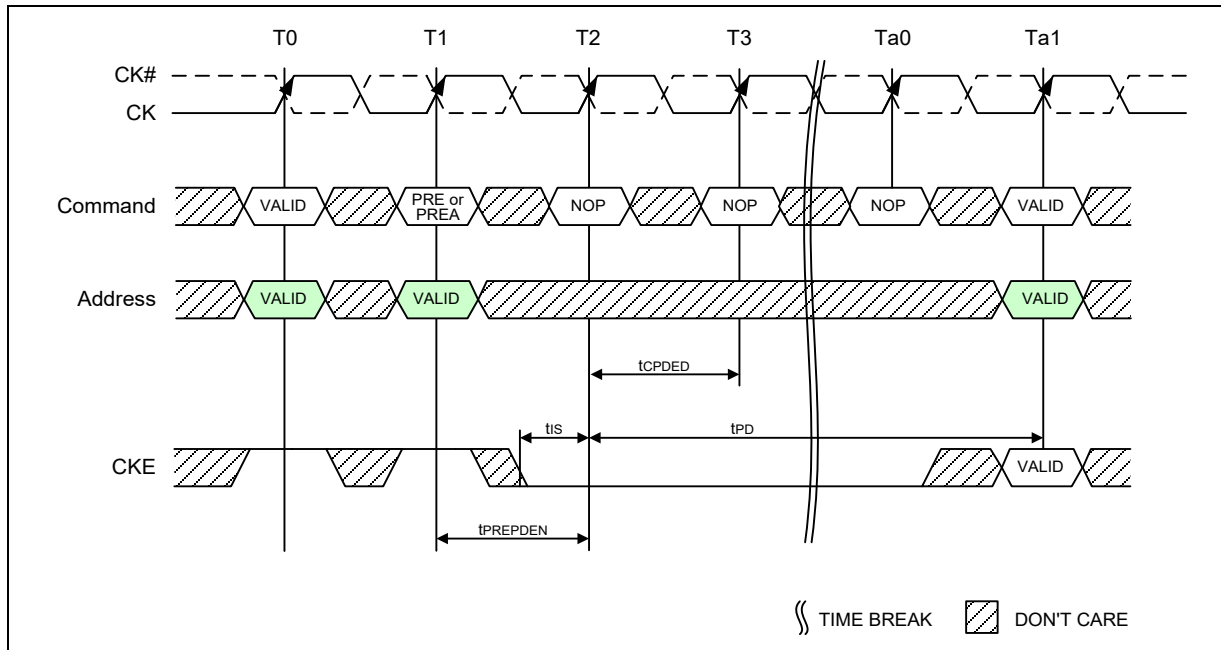 T0 T1 T2 T3 Ta0 Ta1
CK#
CK
Command VALID PRE or PREA NOP NOP NOP VALID
Address VALID VALID VALID
tCPDED
tIS tPD
CKE VALID
tPREPDEN
TIME BREAK DON'T CARE